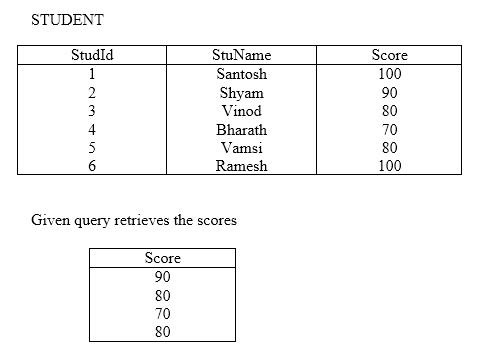 STUDENT
StudId StuName Score
1 Santosh 100
2 Shyam 90
3 Vinod 80
4 Bharath 70
5 Vamsi 80
6 Ramesh 100
Given query retrieves the scores
Score
90
80
70
80